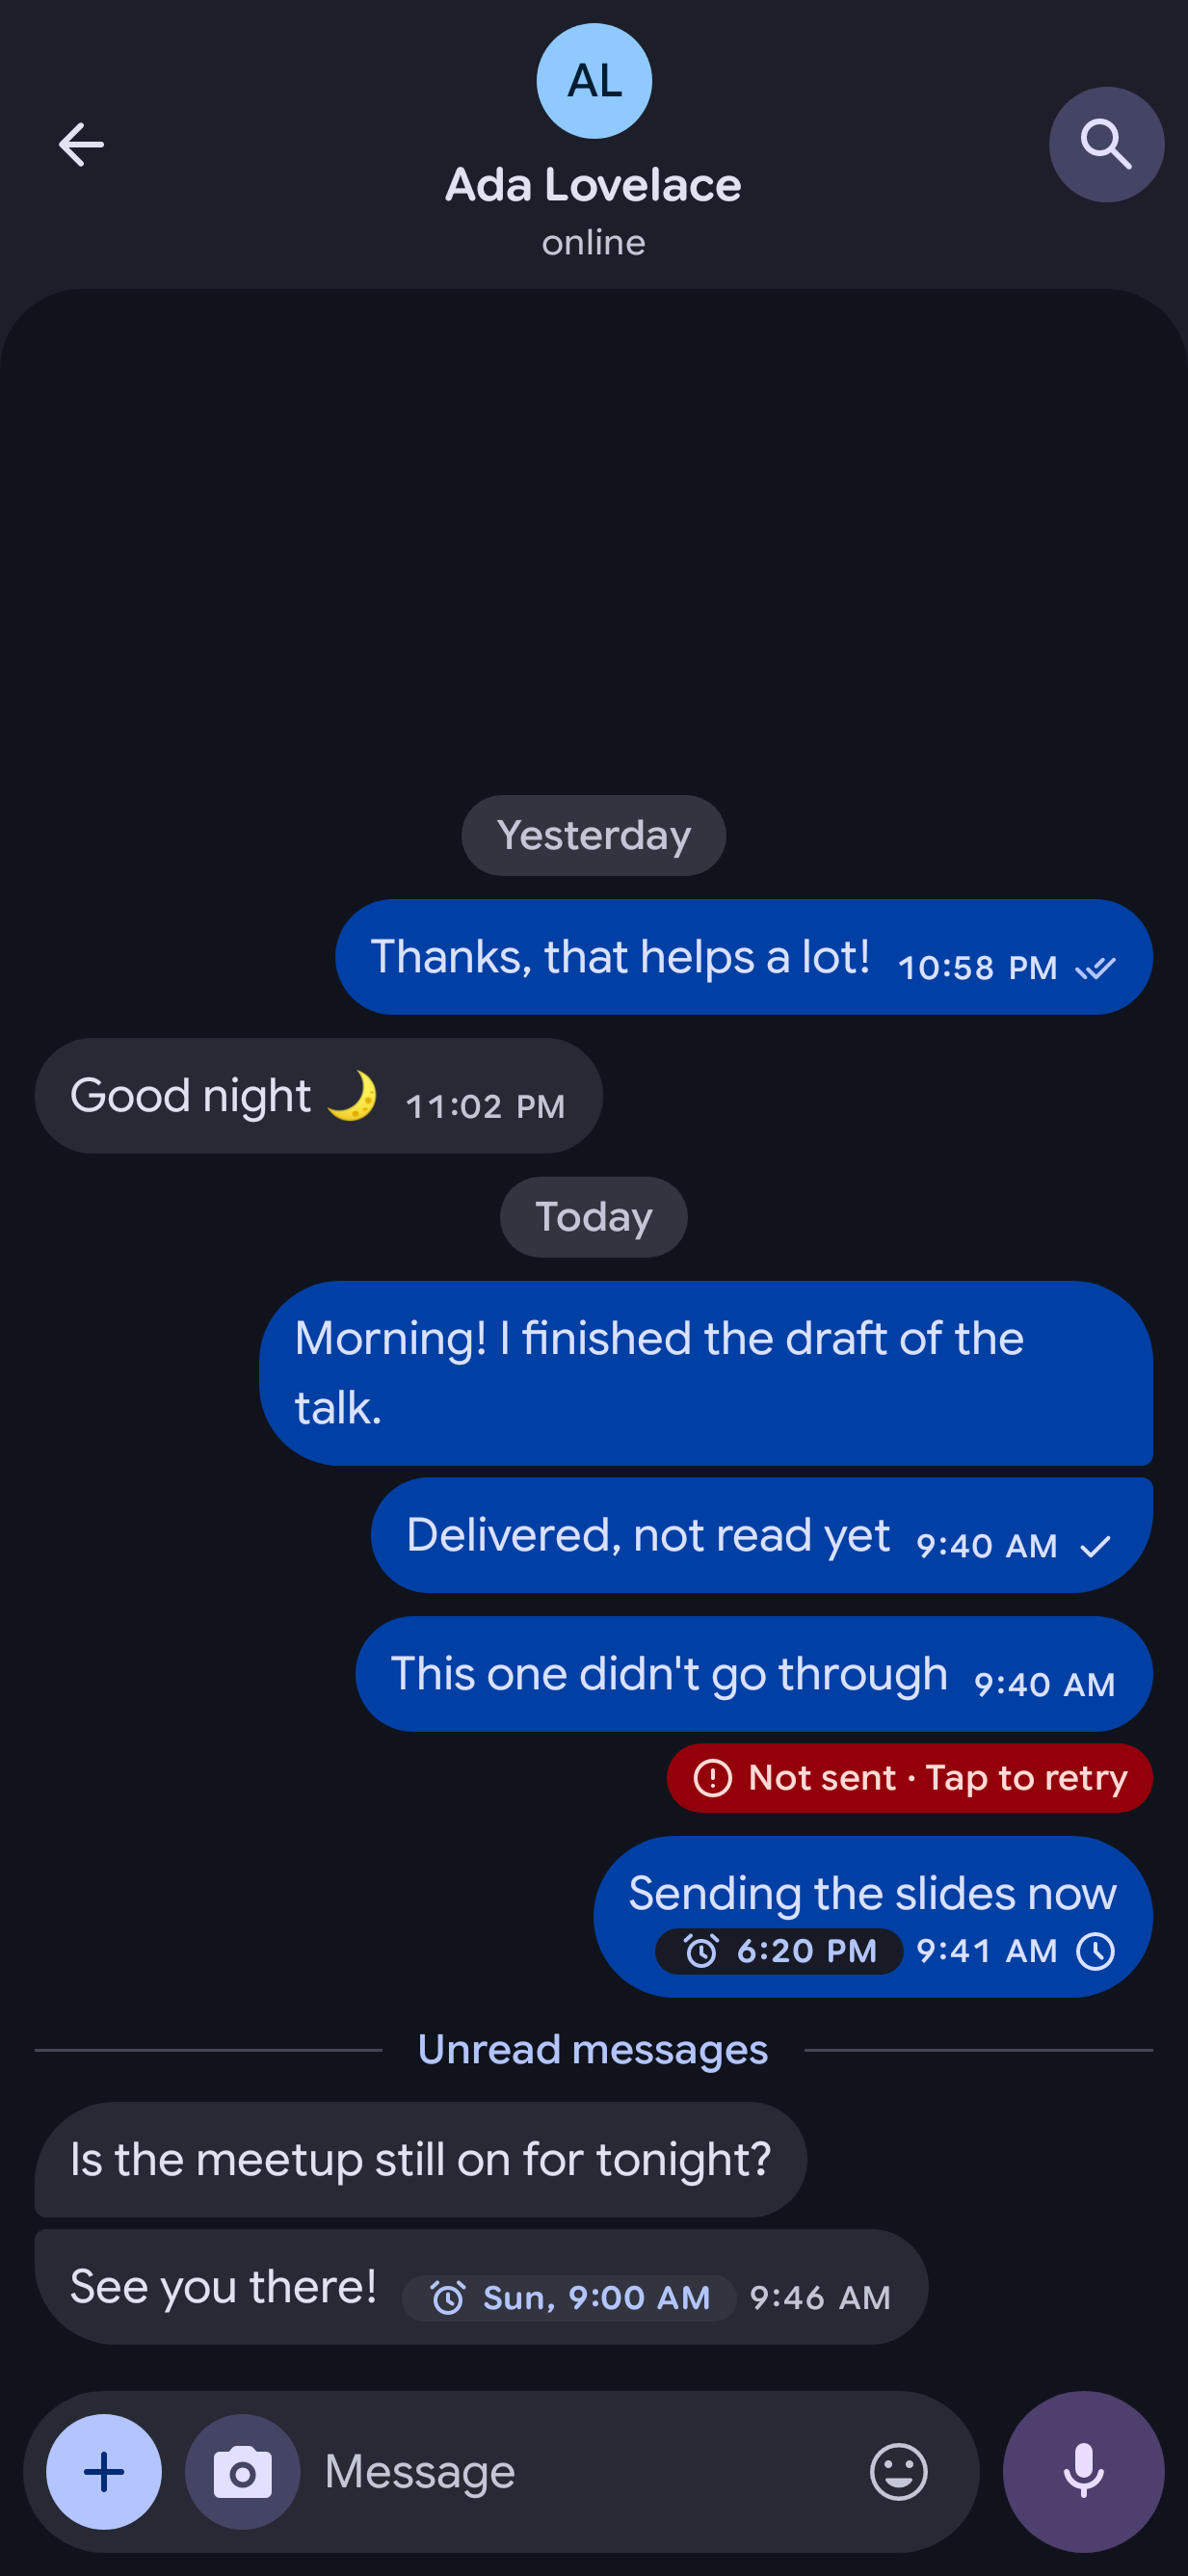 AL
Ada Lovelace
online
Yesterday
Thanks, that helps a lot! 10:58 PM
Good night 🌙 11:02 PM
Today
Morning! I finished the draft of the
talk.
Delivered, not read yet 9:40 AM
This one didn't go through 9:40 AM
Not sent · Tap to retry
Sending the slides now
6:20 PM 9:41 AM
Unread messages
Is the meetup still on for tonight?
See you there! Sun, 9:00 AM 9:46 AM
Message